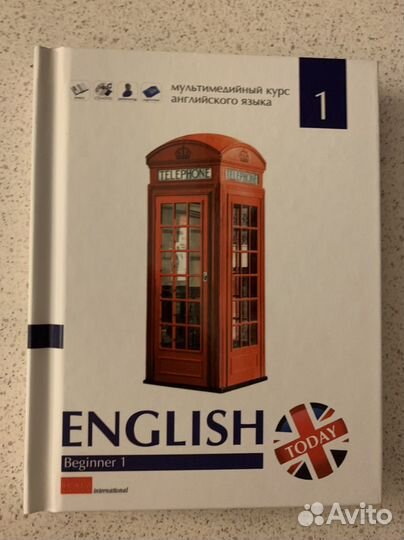 мультимедийный курс
английского языка
1
TELEPHONE
TELEPHONE
ENGLISH
TODAY
Beginner 1
international
Avito